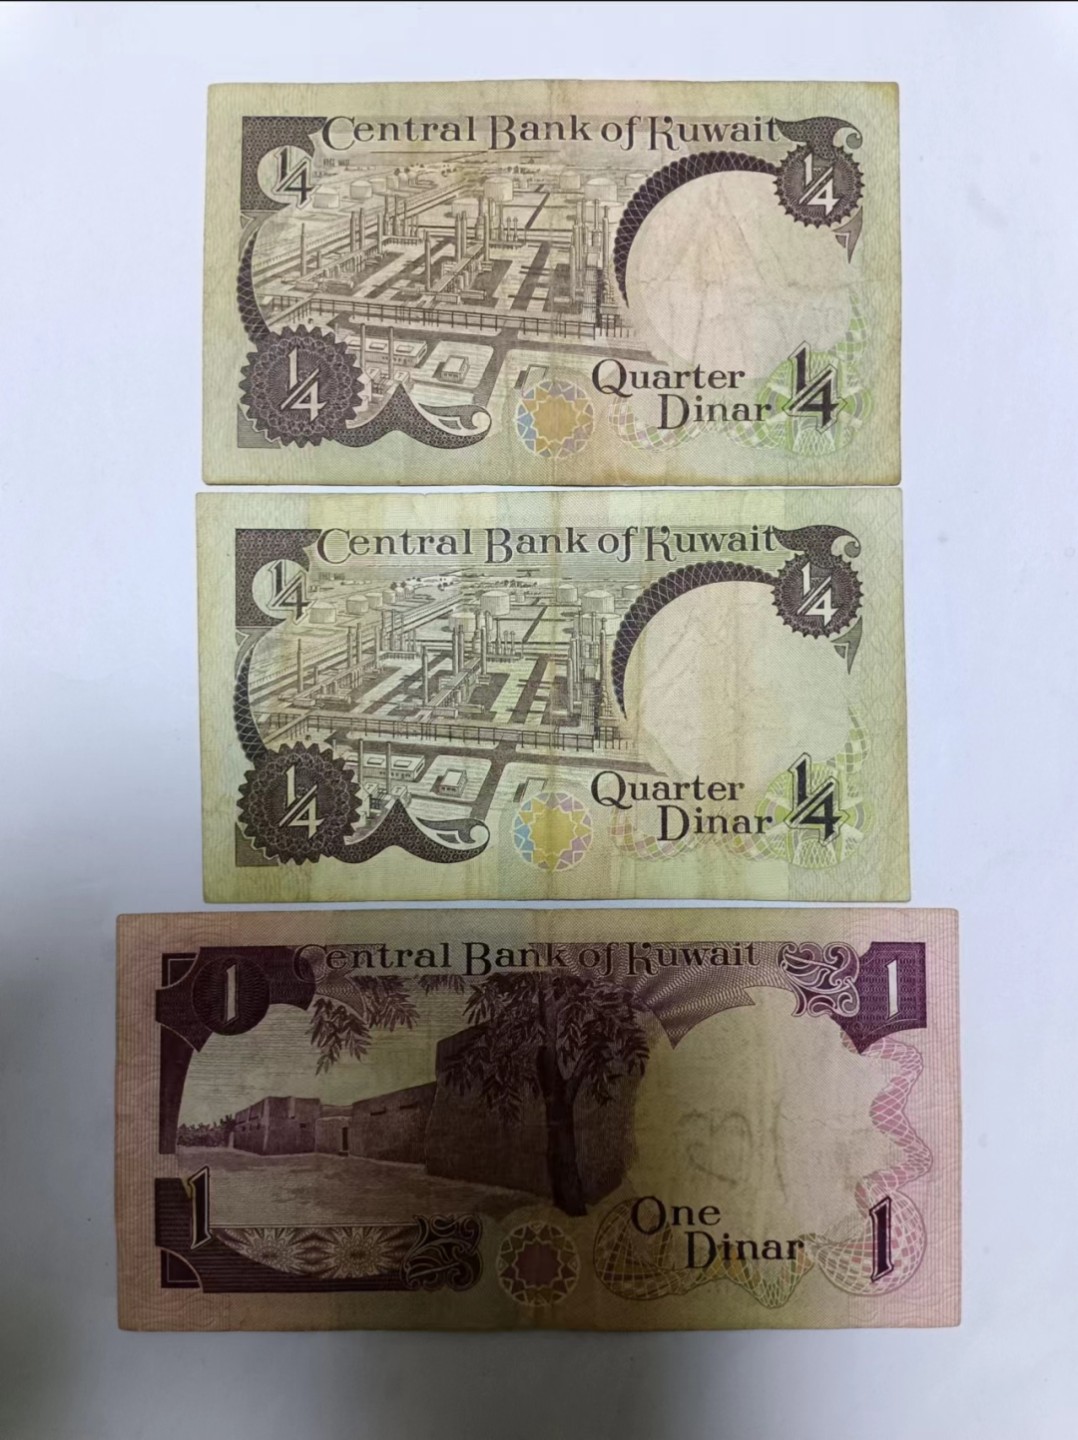 Central Bank of Kuwait
1/4
1/4
1/4
Quarter
Dinar 1/4
Central Bank of Kuwait
1/4
1/4
1/4
Quarter
Dinar 1/4
Central Bank of Kuwait
1
1
1
One
Dinar 1